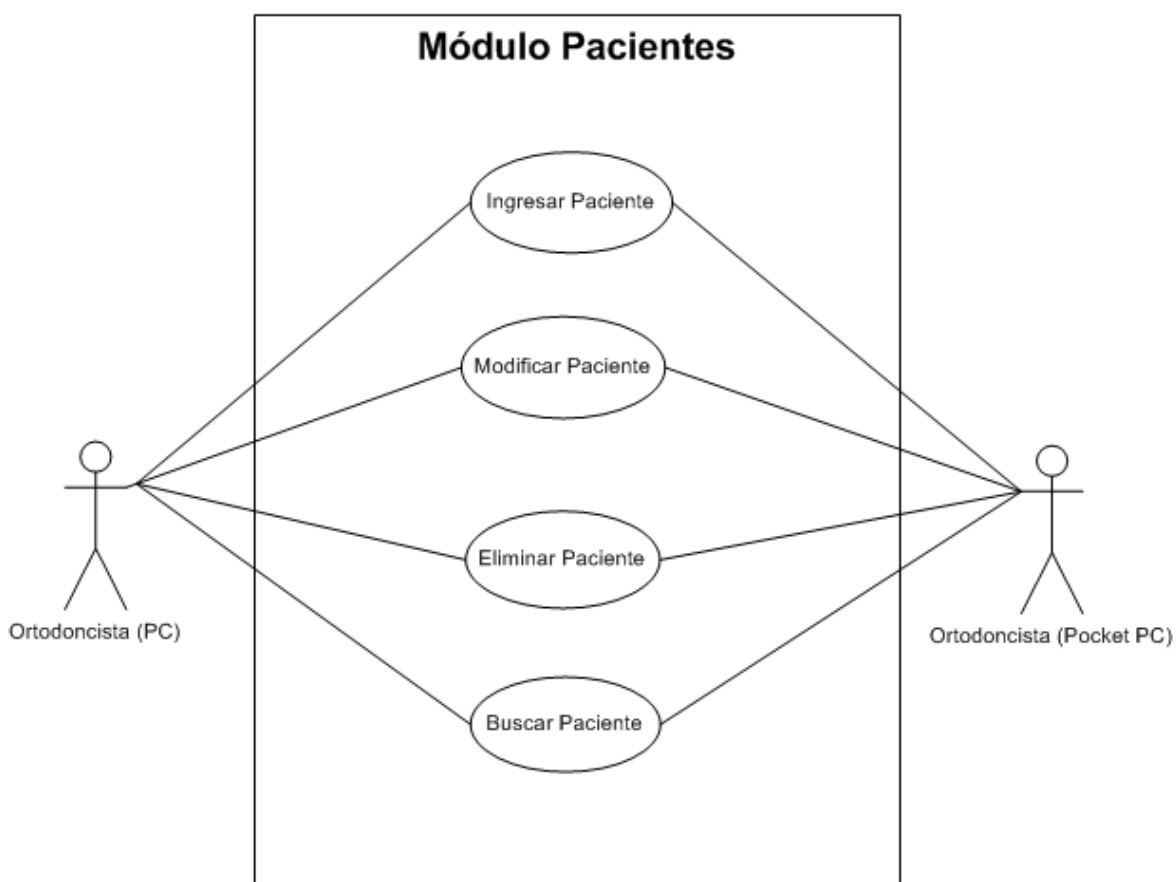 Módulo Pacientes
Ingresar Paciente
Modificar Paciente
Eliminar Paciente
Ortodoncista (PC)
Ortodoncista (Pocket PC)
Buscar Paciente